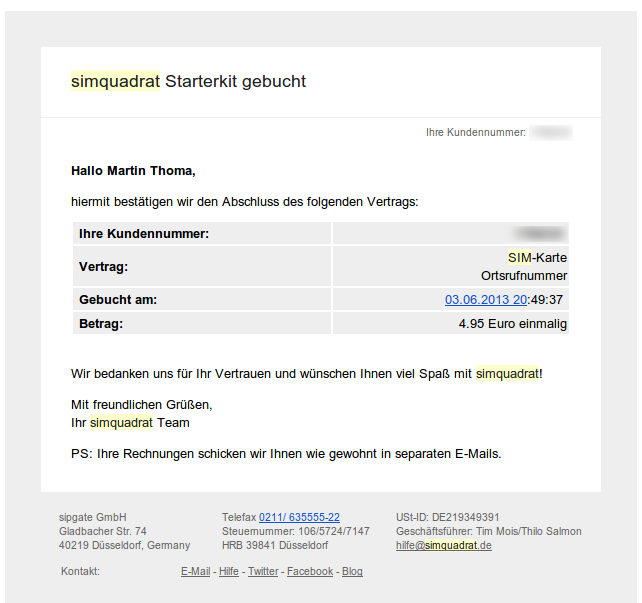 simquadrat Starterkit gebucht
Ihre Kundennummer:
Hallo Martin Thoma,
hiermit bestätigen wir den Abschluss des folgenden Vertrags:
Ihre Kundennummer:
Vertrag: SIM-Karte
Ortsrufnummer
Gebucht am: 03.06.2013 20:49:37
Betrag: 4.95 Euro einmalig
Wir bedanken uns für Ihr Vertrauen und wünschen Ihnen viel Spaß mit simquadrat!
Mit freundlichen Grüßen,
Ihr simquadrat Team
PS: Ihre Rechnungen schicken wir Ihnen wie gewohnt in separaten E-Mails.
sipgate GmbH Telefax 0211/ 635555-22 USt-ID: DE219349391
Gladbacher Str. 74 Steuernummer: 106/5724/7147 Geschäftsführer: Tim Mois/Thilo Salmon
40219 Düsseldorf, Germany HRB 39841 Düsseldorf hilfe@simquadrat.de
Kontakt: E-Mail - Hilfe - Twitter - Facebook - Blog